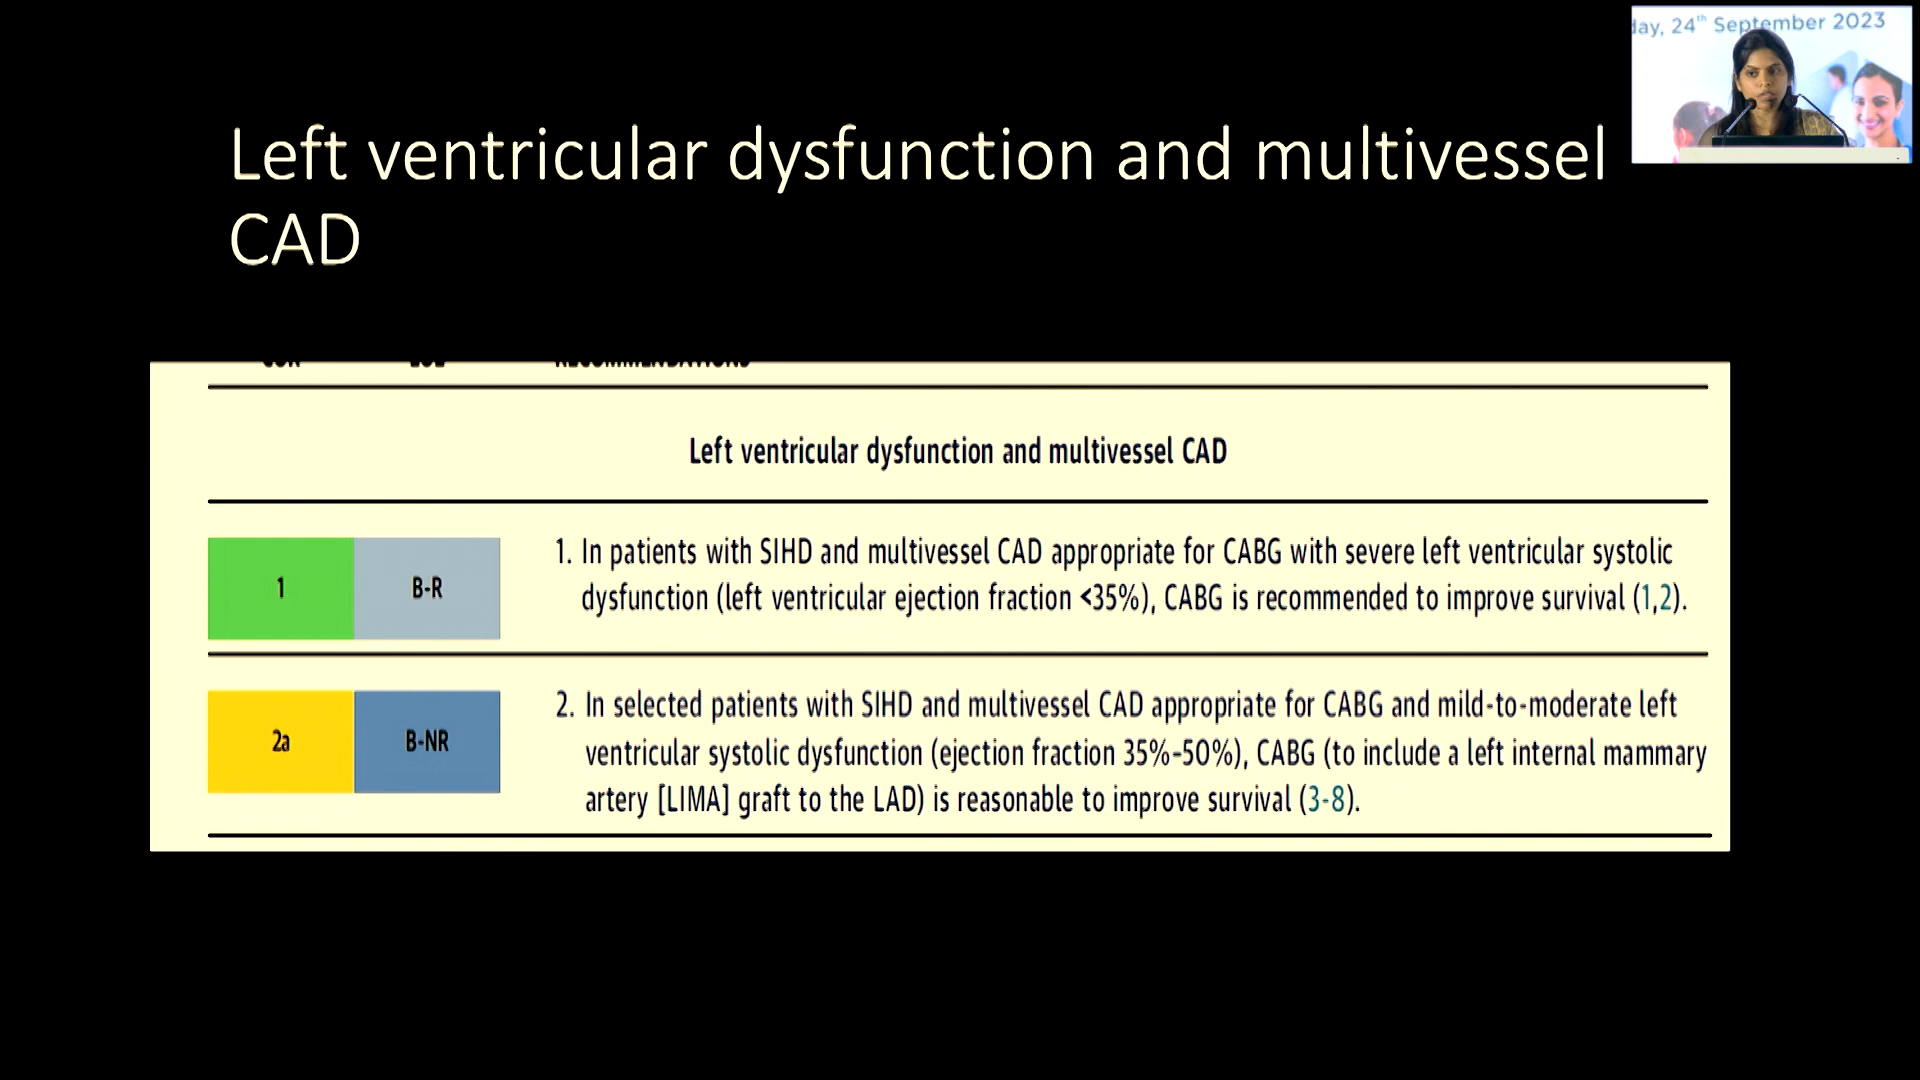 day, 24th September 2023
Left ventricular dysfunction and multivessel
CAD
RECOMMENDATIONS
Left ventricular dysfunction and multivessel CAD
1 B-R 1. In patients with SIHD and multivessel CAD appropriate for CABG with severe left ventricular systolic
dysfunction (left ventricular ejection fraction <35%), CABG is recommended to improve survival (1,2).
2a B-NR 2. In selected patients with SIHD and multivessel CAD appropriate for CABG and mild-to-moderate left
ventricular systolic dysfunction (ejection fraction 35%–50%), CABG (to include a left internal mammary
artery [LIMA] graft to the LAD) is reasonable to improve survival (3-8).